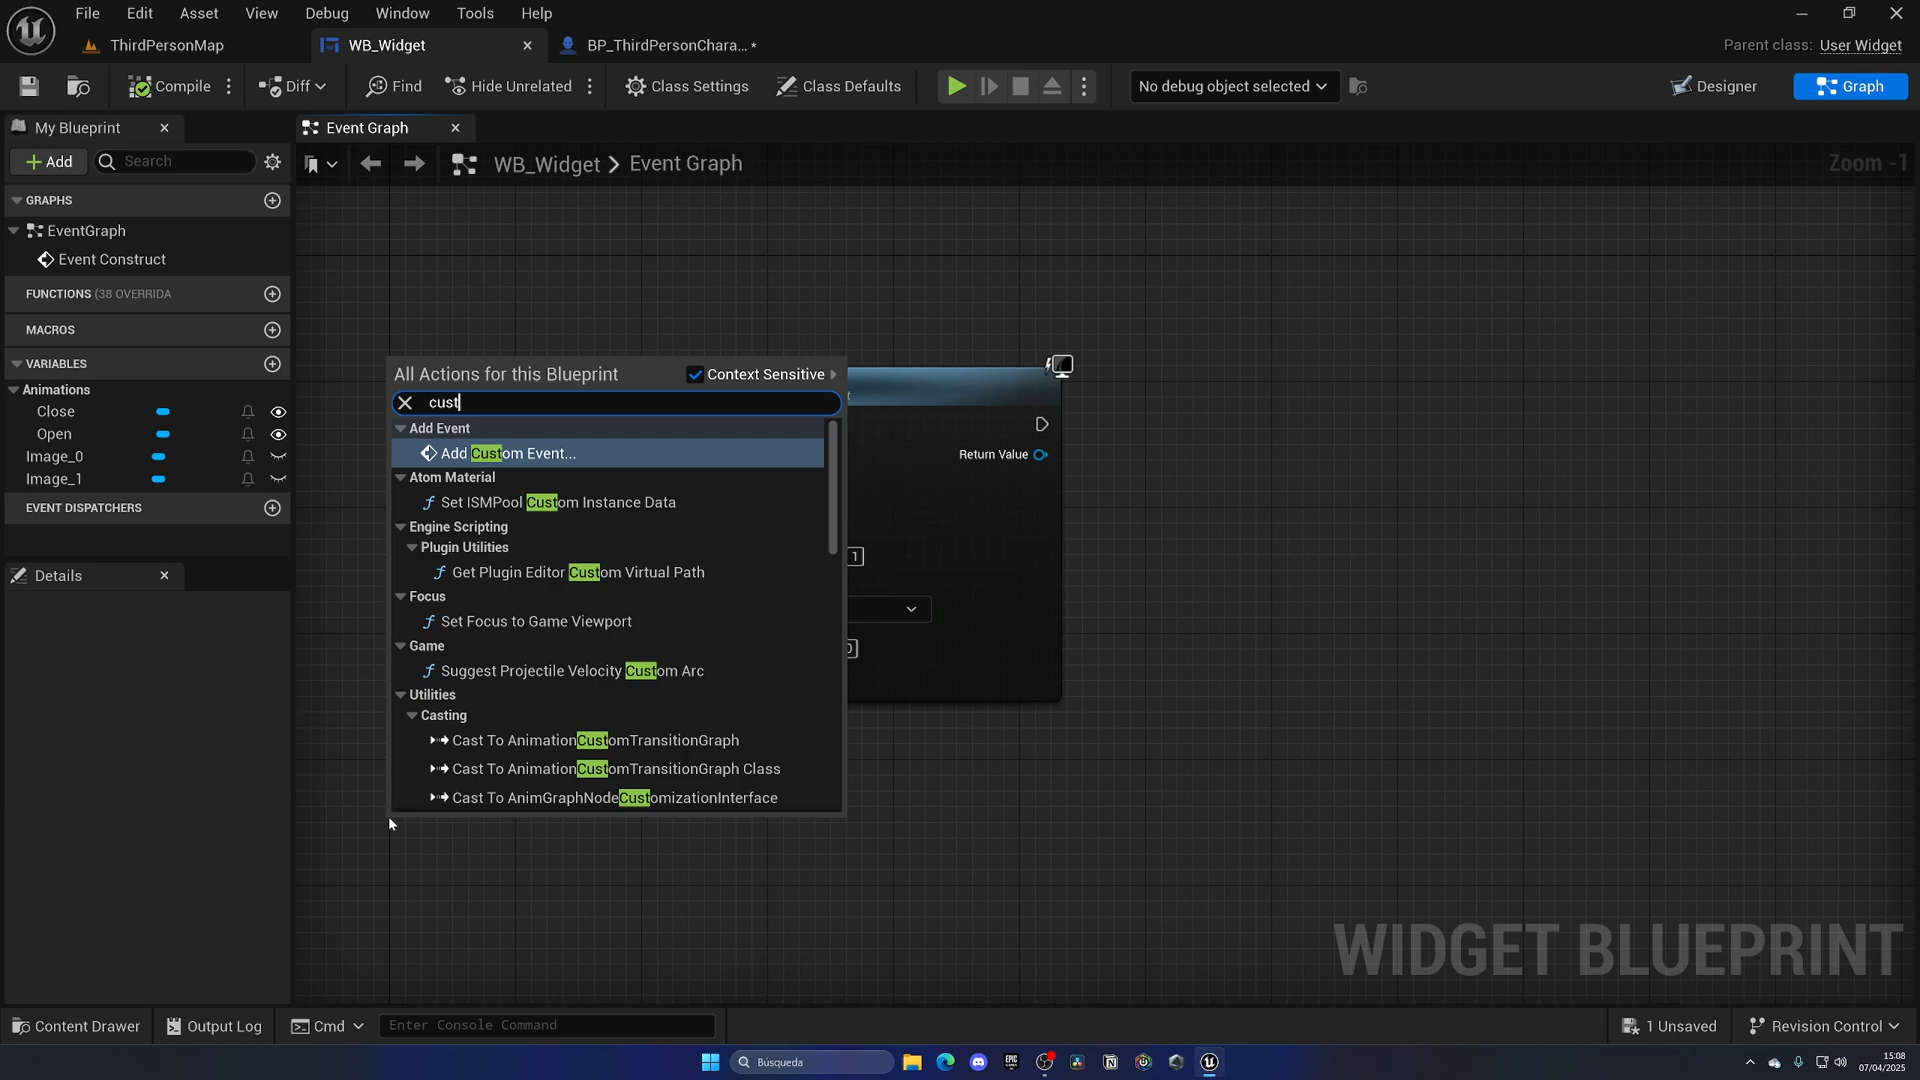 File Edit Asset View Debug Window Tools Help
ThirdPersonMap
WB_Widget
BP_ThirdPersonChara... •
Parent class: User Widget
Compile
Diff
Find
Hide Unrelated
Class Settings
Class Defaults
No debug object selected
Designer
Graph
My Blueprint
Event Graph
Add
Search
WB_Widget > Event Graph
Zoom -1
GRAPHS
EventGraph
Event Construct
FUNCTIONS (38 OVERRIDA
MACROS
VARIABLES
Animations
Close
Open
Image_0
Image_1
EVENT DISPATCHERS
Details
All Actions for this Blueprint
Context Sensitive
cust
Add Event
Add Custom Event...
Atom Material
Set ISMPool Custom Instance Data
Engine Scripting
Plugin Utilities
Get Plugin Editor Custom Virtual Path
Focus
Set Focus to Game Viewport
Game
Suggest Projectile Velocity Custom Arc
Utilities
Casting
Cast To AnimationCustomTransitionGraph
Cast To AnimationCustomTransitionGraph Class
Cast To AnimGraphNodeCustomizationInterface
Return Value
1
WIDGET BLUEPRINT
Content Drawer
Output Log
Cmd
Enter Console Command
1 Unsaved
Revision Control
Búsqueda
15:08
07/04/2025